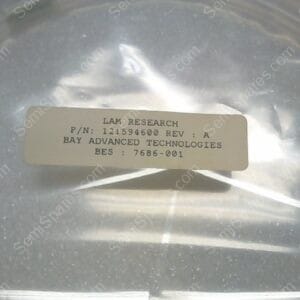 LAM RESEARCH
P/N: 121594600 REV : A
BAY ADVANCED TECHNOLOGIES
BES : 7686-001